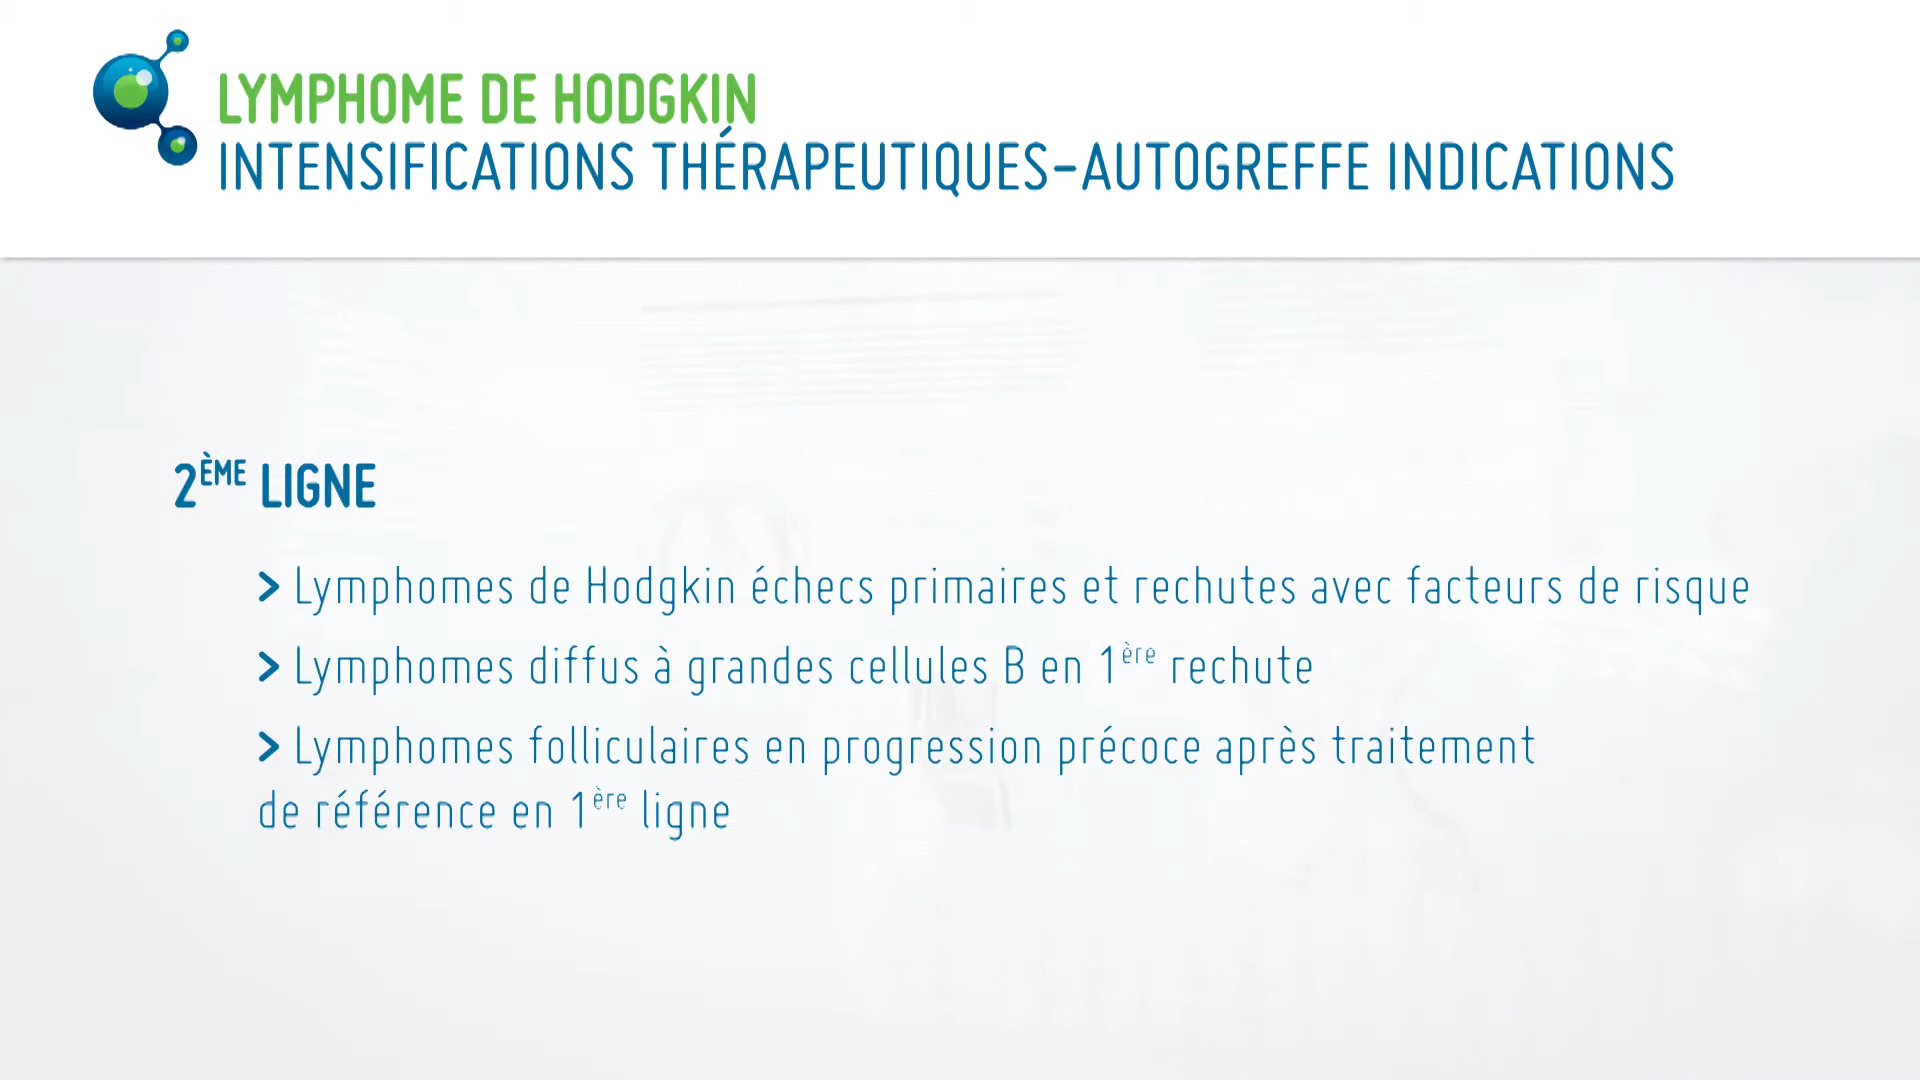 LYMPHOME DE HODGKIN
INTENSIFICATIONS THÉRAPEUTIQUES-AUTOGREFFE INDICATIONS
2ÈME LIGNE
> Lymphomes de Hodgkin échecs primaires et rechutes avec facteurs de risque
> Lymphomes diffus à grandes cellules B en 1ère rechute
> Lymphomes folliculaires en progression précoce après traitement
de référence en 1ère ligne